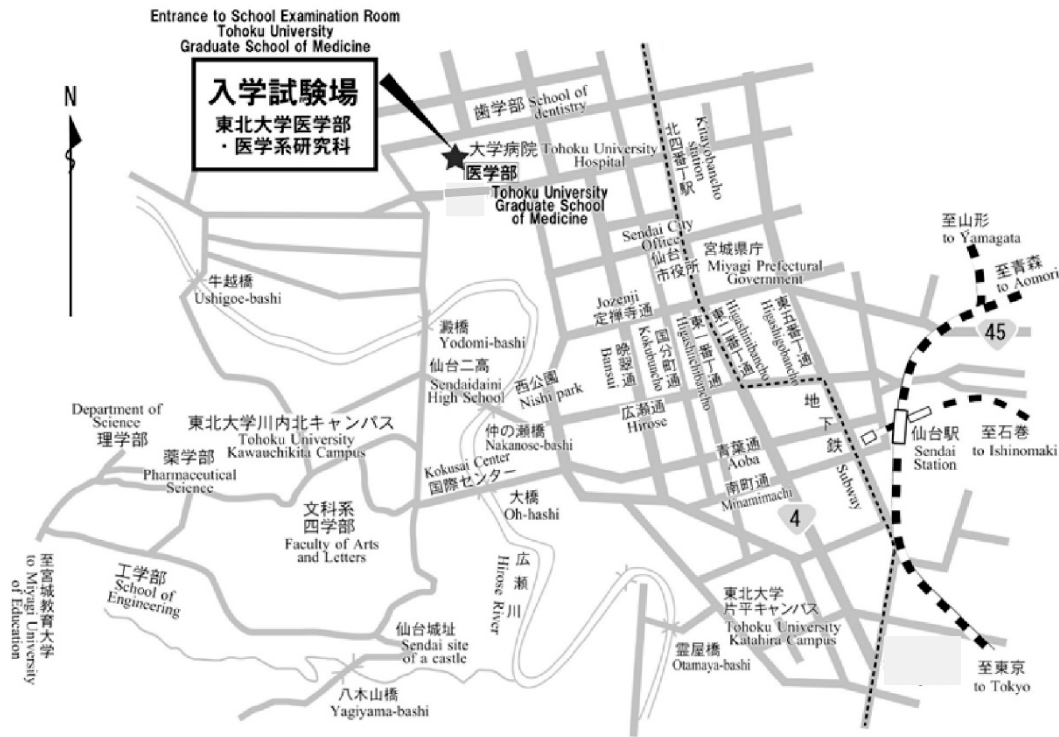 Entrance to School Examination Room
Tohoku University
Graduate School of Medicine
入学試験場
東北大学医学部
・医学系研究科
N
歯学部 School of
dentistry
大学病院 Tohoku University
Hospital
医学部
Tohoku University
Graduate School
of Medicine
北四番丁駅
Kitayobancho
station
Sendai City
Office
仙台
市役所
宮城県庁
Miyagi Prefectural
Government
至山形
to Yamagata
至青森
to Aomori
45
牛越橋
Ushigoe-bashi
澱橋
Yodomi-bashi
Jozenji
定禅寺通
晩翠通
Bansui
国分町通
Kokubuncho
東一番丁通
Higashiichibancho
東二番丁通
Higashinibancho
東五番丁通
Higashigobancho
仙台二高
Sendaidaini
High School
西公園
Nishi park
広瀬通
Hirose
仲の瀬橋
Nakanose-bashi
Department of
Science
理学部
東北大学川内北キャンパス
Tohoku University
Kawauchikita Campus
薬学部
Pharmacceutical
Science
Kokusai Center
国際センター
大橋
Oh-hashi
青葉通
Aoba
南町通
Minamimachi
地下鉄
Subway
仙台駅
Sendai
Station
至石巻
to Ishinomaki
4
文科系
四学部
Faculty of Arts
and Letters
工学部
School of
Engineering
至宮城教育大学
to Miyagi University
of Education
広瀬川
Hirose River
仙台城址
Sendai site
of a castle
八木山橋
Yagiyama-bashi
霊屋橋
Otamaya-bashi
東北大学
片平キャンパス
Tohoku University
Katahira Campus
至東京
to Tokyo